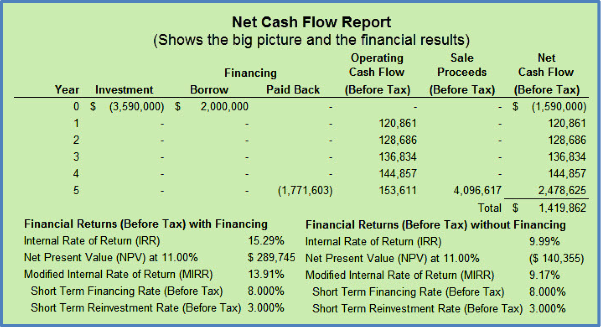 Net Cash Flow Report
(Shows the big picture and the financial results)
Operating Sale Net
Financing Cash Flow Proceeds Cash Flow
Year Investment Borrow Paid Back (Before Tax) (Before Tax) (Before Tax)
0 $ (3,590,000) $ 2,000,000 - - - $ (1,590,000)
1 - - - 120,861 - 120,861
2 - - - 128,686 - 128,686
3 - - - 136,834 - 136,834
4 - - - 144,857 - 144,857
5 - - (1,771,603) 153,611 4,096,617 2,478,625
Total $ 1,419,862
Financial Returns (Before Tax) with Financing
Internal Rate of Return (IRR) 15.29%
Net Present Value (NPV) at 11.00% $ 289,745
Modified Internal Rate of Return (MIRR) 13.91%
Short Term Financing Rate (Before Tax) 8.000%
Short Term Reinvestment Rate (Before Tax) 3.000%
Financial Returns (Before Tax) without Financing
Internal Rate of Return (IRR) 9.99%
Net Present Value (NPV) at 11.00% ($ 140,355)
Modified Internal Rate of Return (MIRR) 9.17%
Short Term Financing Rate (Before Tax) 8.000%
Short Term Reinvestment Rate (Before Tax) 3.000%